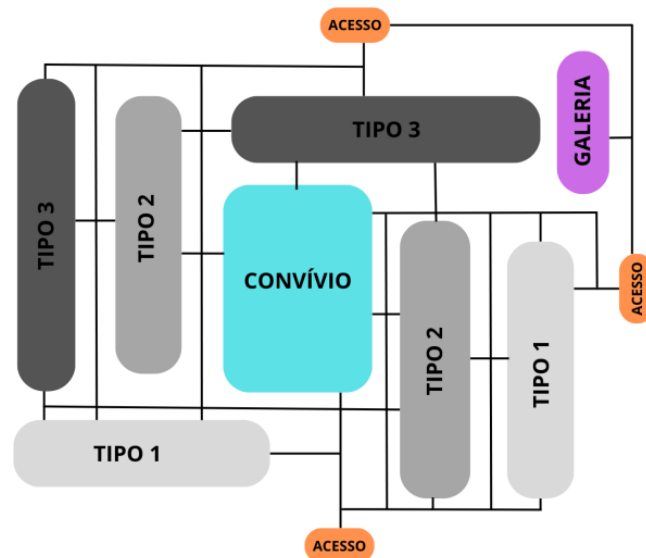 ACESSO
TIPO 3
GALERIA
TIPO 3
TIPO 2
CONVÍVIO
ACESSO
TIPO 2
TIPO 1
TIPO 1
ACESSO